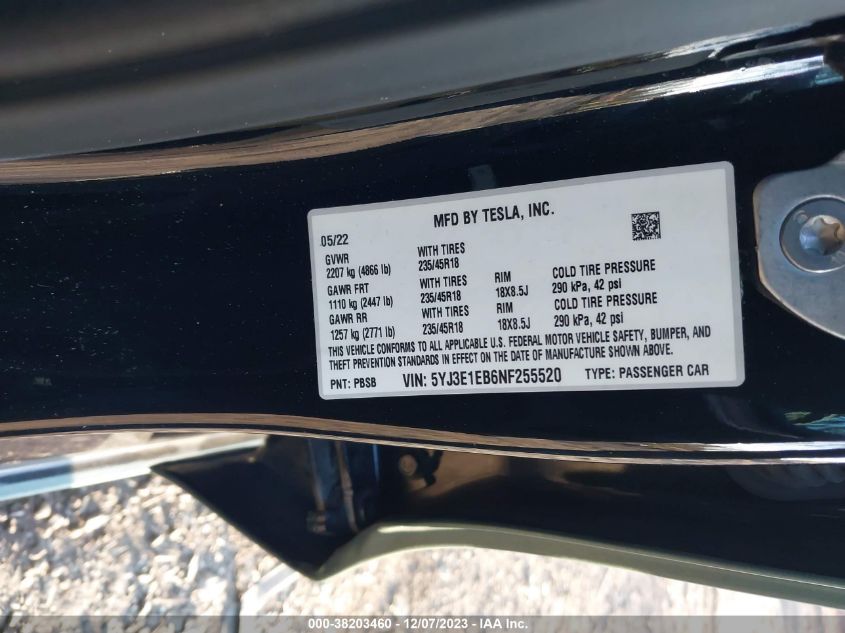 MFD BY TESLA, INC.
05/22
GVWR WITH TIRES
2207 kg (4866 lb) 235/45R18
GAWR FRT WITH TIRES RIM COLD TIRE PRESSURE
1110 kg (2447 lb) 235/45R18 18X8.5J 290 kPa, 42 psi
GAWR RR WITH TIRES RIM COLD TIRE PRESSURE
1257 kg (2771 lb) 235/45R18 18X8.5J 290 kPa, 42 psi
THIS VEHICLE CONFORMS TO ALL APPLICABLE U.S. FEDERAL MOTOR VEHICLE SAFETY, BUMPER, AND
THEFT PREVENTION STANDARDS IN EFFECT ON THE DATE OF MANUFACTURE SHOWN ABOVE.
PNT: PBSB VIN: 5YJ3E1EB6NF255520 TYPE: PASSENGER CAR
000-38203460 - 12/07/2023 - IAA Inc.